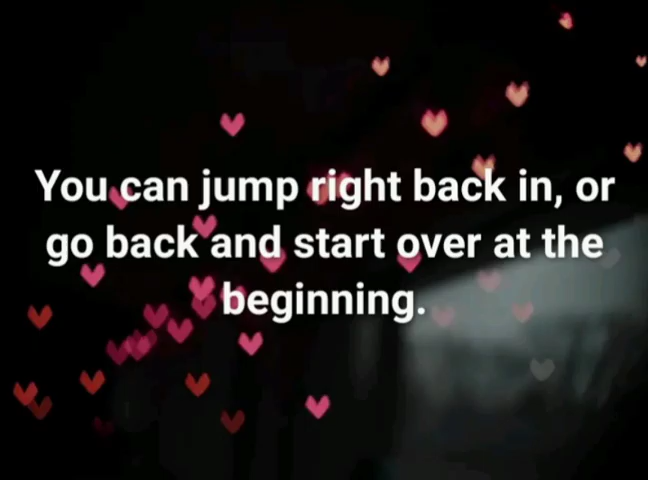 You can jump right back in, or
go back and start over at the
beginning.